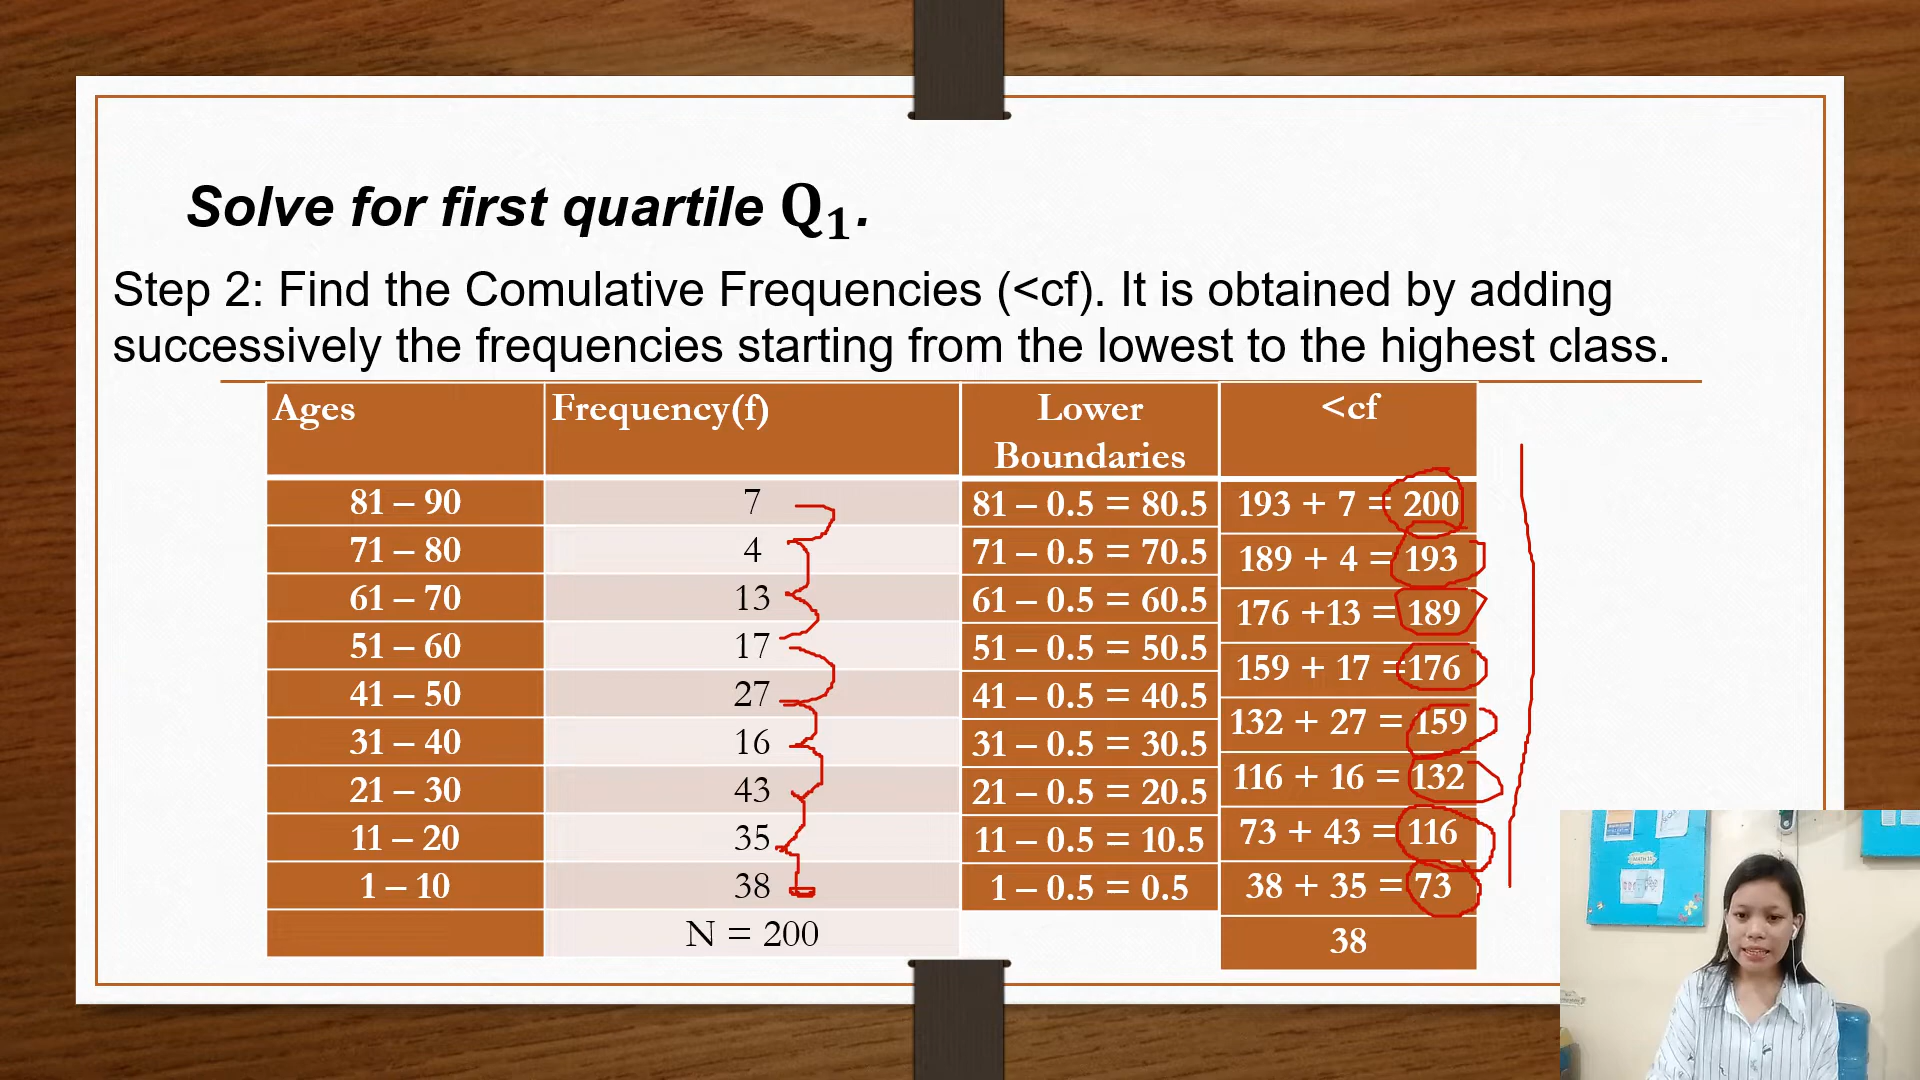 Solve for first quartile Q₁.
Step 2: Find the Comulative Frequencies (<cf). It is obtained by adding
successively the frequencies starting from the lowest to the highest class.
Ages Frequency(f) Lower Boundaries <cf
81 – 90 7 81 – 0.5 = 80.5 193 + 7 = 200
71 – 80 4 71 – 0.5 = 70.5 189 + 4 = 193
61 – 70 13 61 – 0.5 = 60.5 176 +13 = 189
51 – 60 17 51 – 0.5 = 50.5 159 + 17 =176
41 – 50 27 41 – 0.5 = 40.5 132 + 27 = 159
31 – 40 16 31 – 0.5 = 30.5 116 + 16 = 132
21 – 30 43 21 – 0.5 = 20.5 73 + 43 = 116
11 – 20 35 11 – 0.5 = 10.5 38 + 35 = 73
1 – 10 38 1 – 0.5 = 0.5 38
N = 200